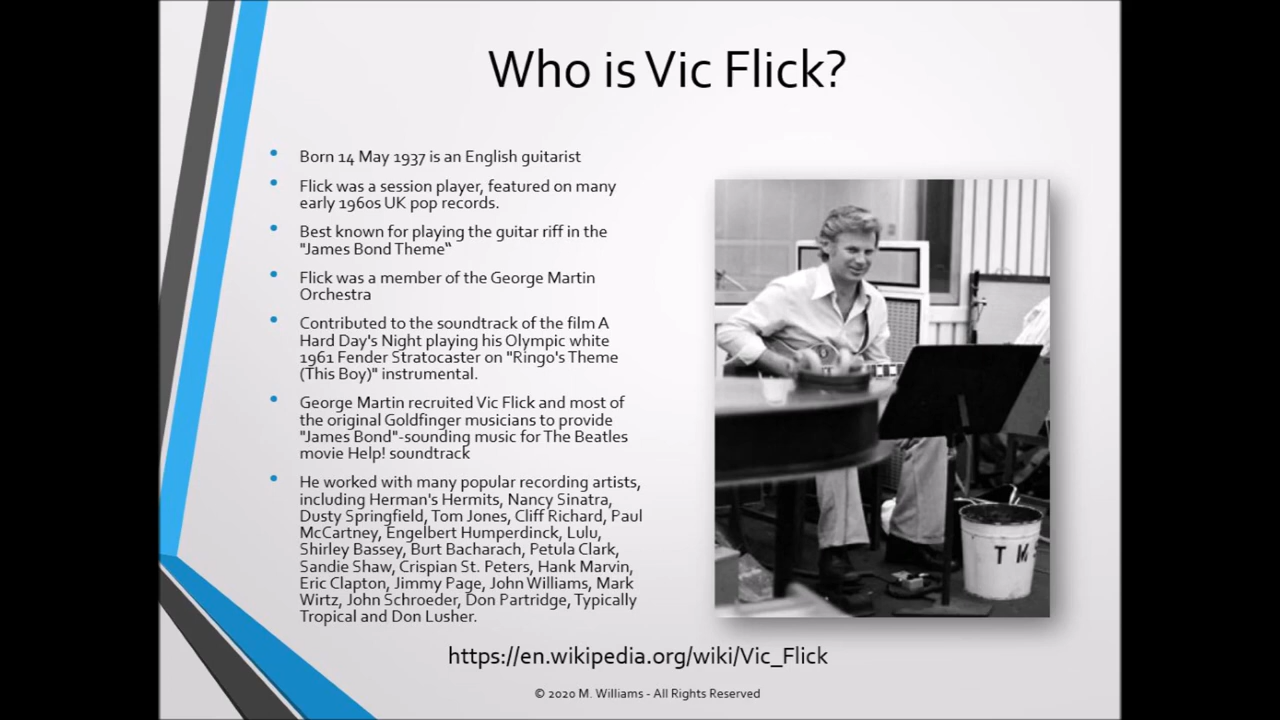 Who is Vic Flick?
• Born 14 May 1937 is an English guitarist
• Flick was a session player, featured on many
early 1960s UK pop records.
• Best known for playing the guitar riff in the
"James Bond Theme“
• Flick was a member of the George Martin
Orchestra
• Contributed to the soundtrack of the film A
Hard Day's Night playing his Olympic white
1961 Fender Stratocaster on "Ringo's Theme
(This Boy)" instrumental.
• George Martin recruited Vic Flick and most of
the original Goldfinger musicians to provide
"James Bond"-sounding music for The Beatles
movie Help! soundtrack
• He worked with many popular recording artists,
including Herman's Hermits, Nancy Sinatra,
Dusty Springfield, Tom Jones, Cliff Richard, Paul
McCartney, Engelbert Humperdinck, Lulu,
Shirley Bassey, Burt Bacharach, Petula Clark,
Sandie Shaw, Crispian St. Peters, Hank Marvin,
Eric Clapton, Jimmy Page, John Williams, Mark
Wirtz, John Schroeder, Don Partridge, Typically
Tropical and Don Lusher.
https://en.wikipedia.org/wiki/Vic_Flick
© 2020 M. Williams - All Rights Reserved